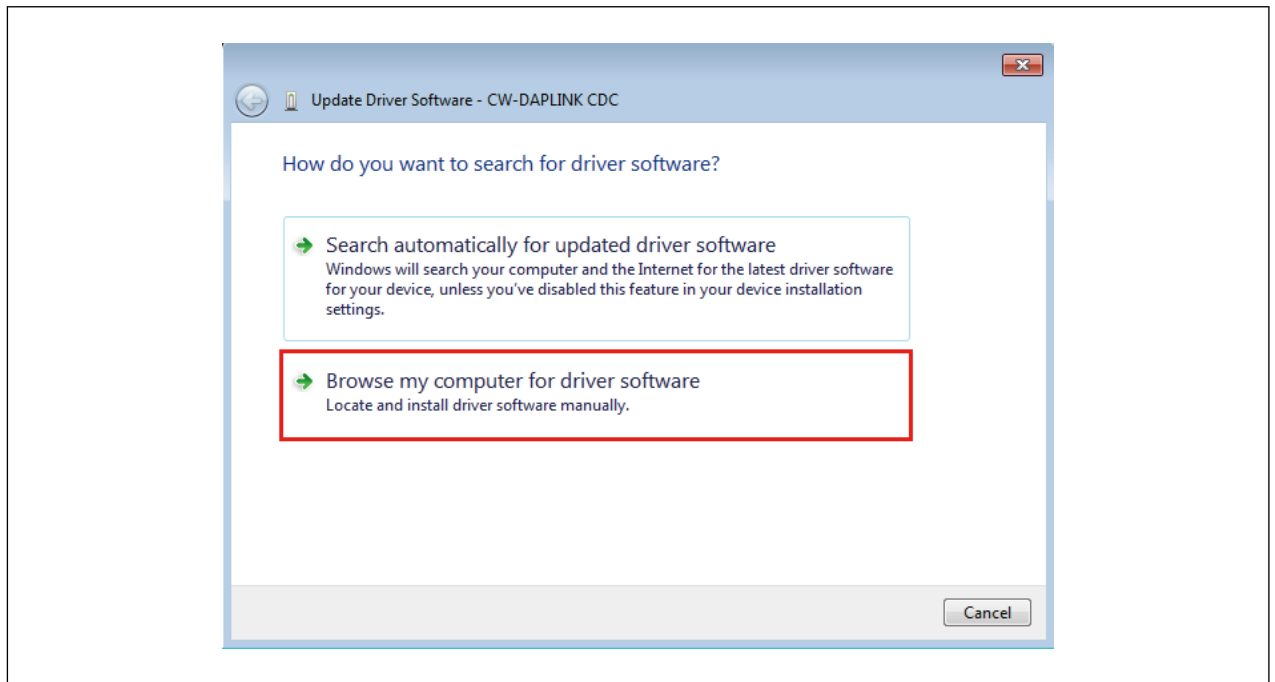 Update Driver Software - CW-DAPLINK CDC
How do you want to search for driver software?
Search automatically for updated driver software
Windows will search your computer and the Internet for the latest driver software
for your device, unless you've disabled this feature in your device installation
settings.
Browse my computer for driver software
Locate and install driver software manually.
Cancel